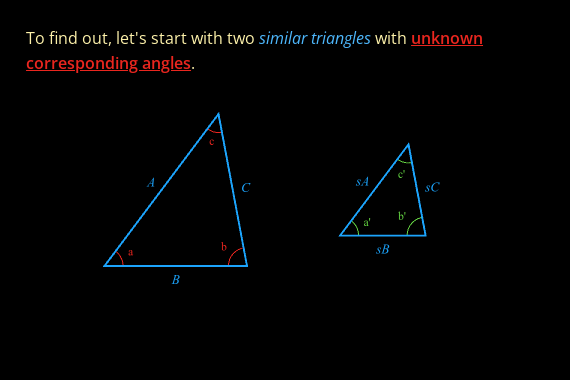 To find out, let's start with two similar triangles with unknown
corresponding angles.
c
A
C
a
b
B
c'
sA
sC
a'
b'
sB